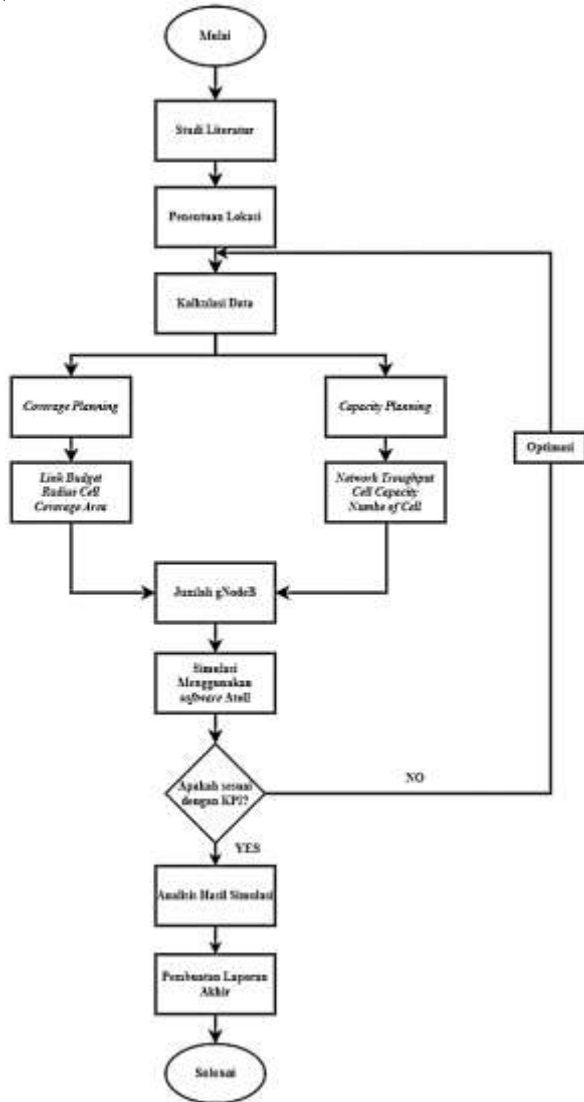 Mulai
Studi Literatur
Penentuan Lokasi
Kalkulasi Data
Coverage Planning
Capacity Planning
Optimasi
Link Budget
Radius Cell
Coverage Area
Network Troughput
Cell Capacity
Numbe of Cell
Jumlah gNodeB
Simulasi
Menggunakan
software Atoll
Apakah sesuai
dengan KPI?
NO
YES
Analisis Hasil Simulasi
Pembuatan Laporan
Akhir
Selesai